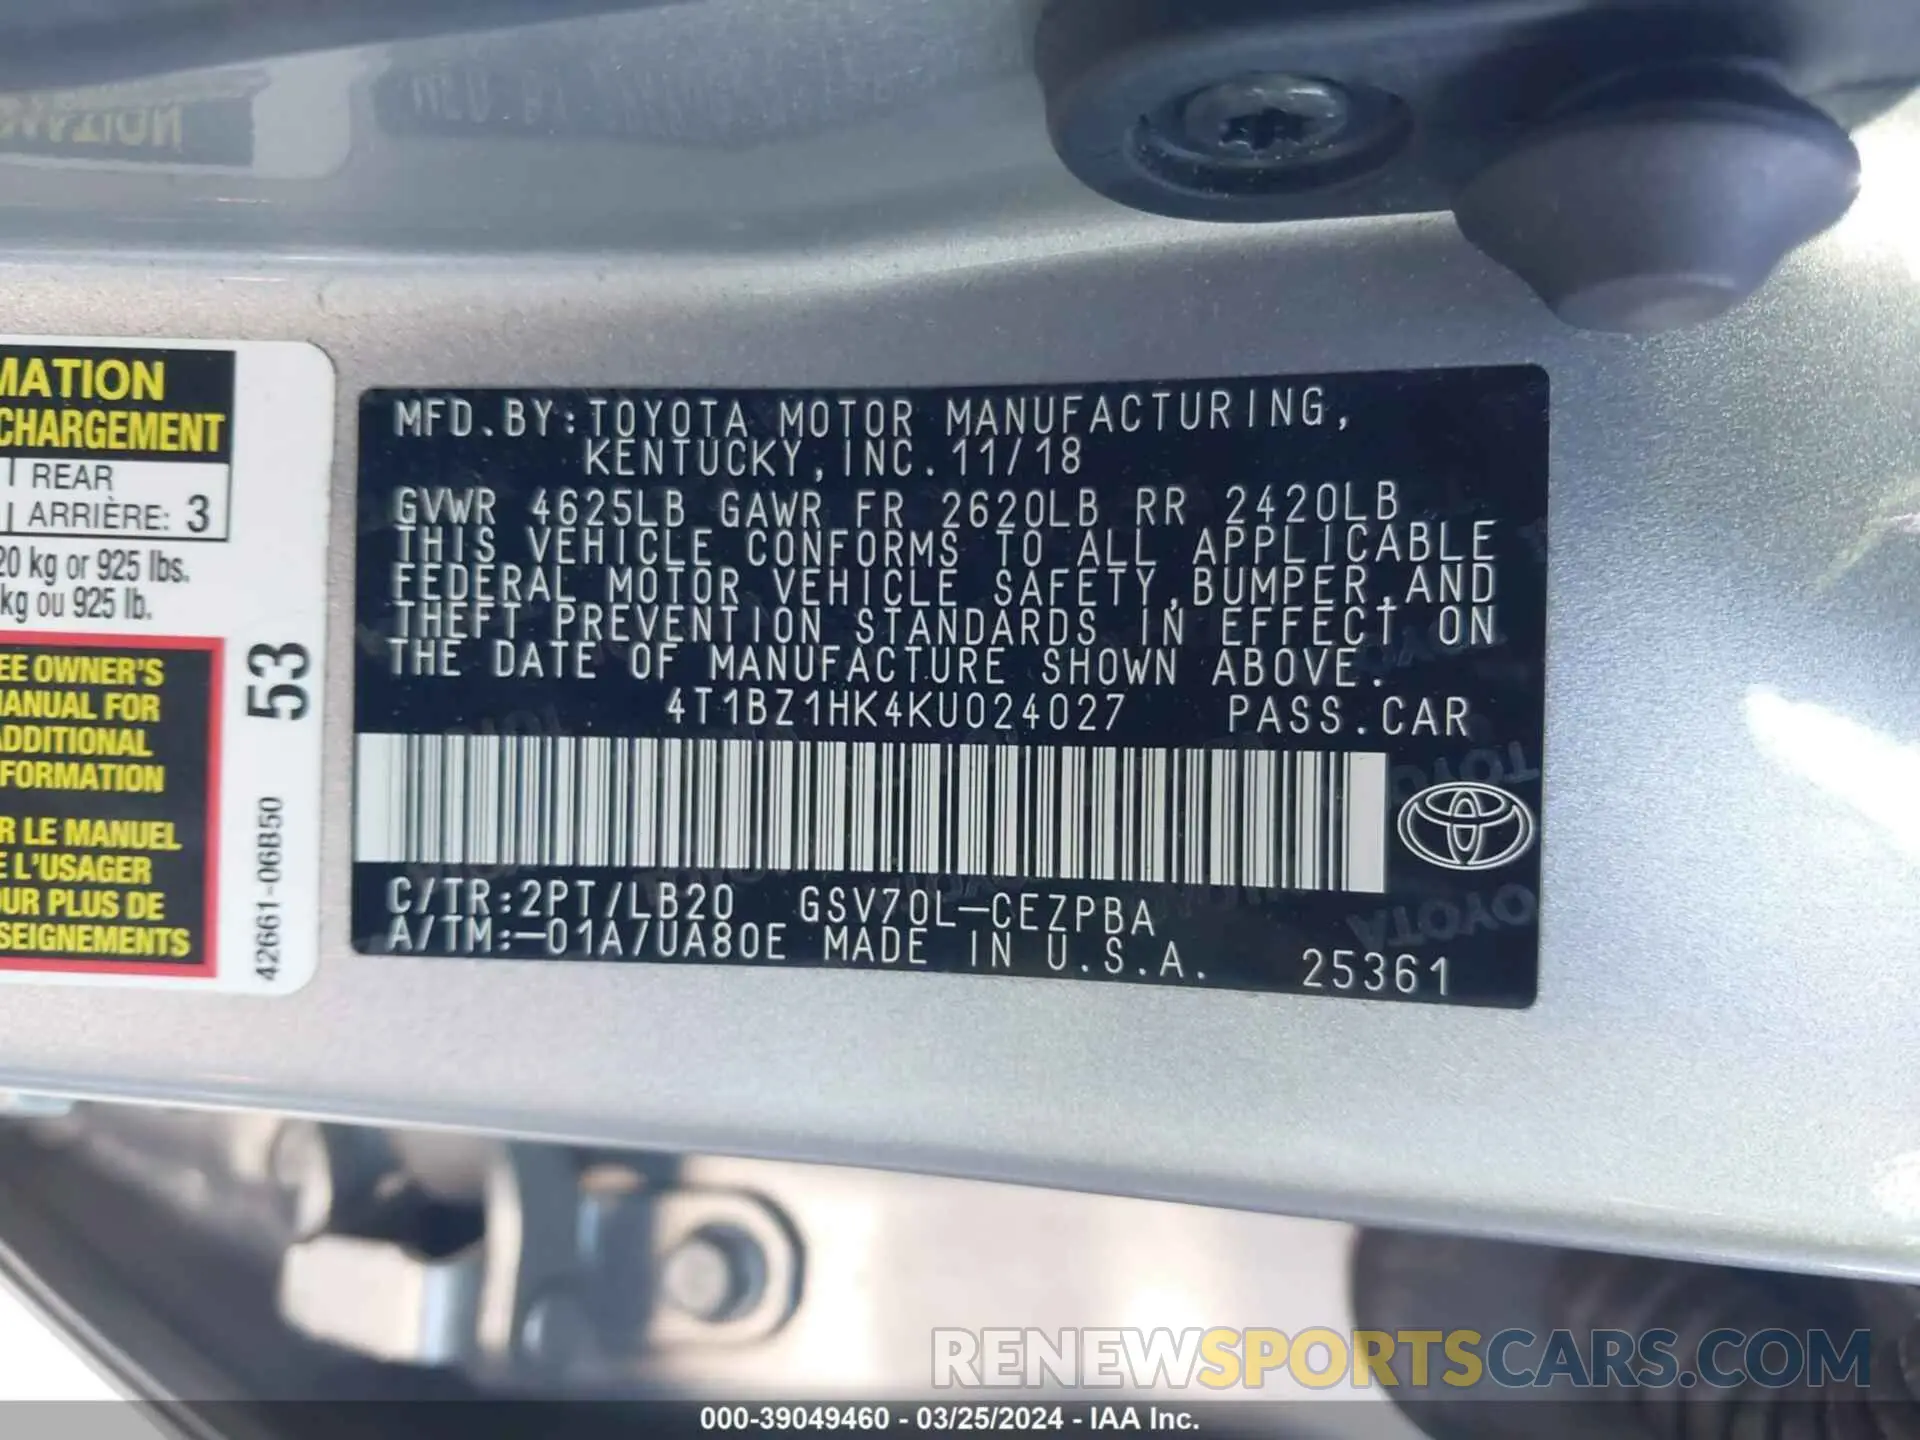 MATION
CHARGEMENT
REAR
ARRIÈRE: 3
20 kg or 925 lbs.
kg ou 925 lb.
EE OWNER'S
MANUAL FOR
ADDITIONAL
FORMATION
R LE MANUEL
E L'USAGER
OUR PLUS DE
SEIGNEMENTS
53
42661-06B50
MFD.BY:TOYOTA MOTOR MANUFACTURING,
KENTUCKY,INC.11/18
GVWR 4625LB GAWR FR 2620LB RR 2420LB
THIS VEHICLE CONFORMS TO ALL APPLICABLE
FEDERAL MOTOR VEHICLE SAFETY,BUMPER,AND
THEFT PREVENTION STANDARDS IN EFFECT ON
THE DATE OF MANUFACTURE SHOWN ABOVE.
4T1BZ1HK4KU024027 PASS.CAR
C/TR:2PT/LB20 GSV70L-CEZPBA
A/TM:-01A/UA80E MADE IN U.S.A. 25361
TOYOTA
TOYOTA
RENEWSPORTSCARS.COM
000-39049460 - 03/25/2024 - IAA Inc.